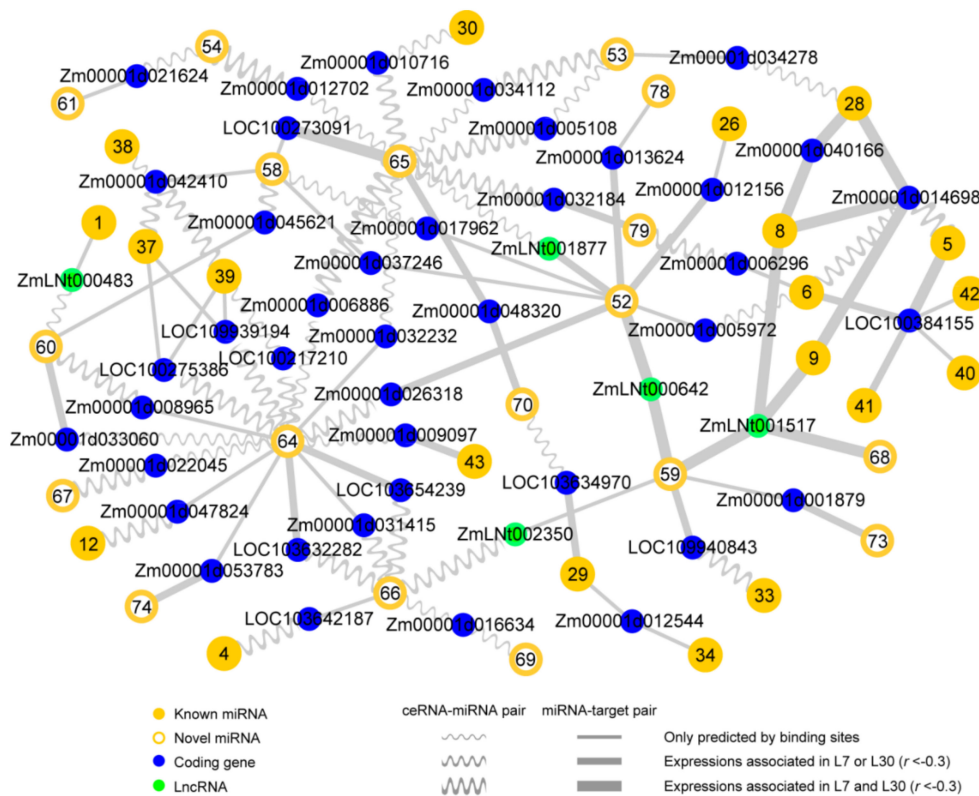 30
54
53
Zm00001d010716
Zm00001d034278
Zm00001d021624
Zm00001d012702
Zm00001d034112
61
78
28
LOC100273091
Zm00001d005108
26
38
65
Zm00001d013624
Zm00001d040166
58
Zm00001d042410
Zm00001d012156
Zm00001d014698
Zm00001d032184
1
Zm00001d045621
Zm00001d017962
79
8
5
37
ZmLNt001877
Zm00001d037246
Zm00001d006296
ZmLNt000483
39
6
42
52
Zm00001d006886
Zm00001d048320
LOC100384155
LOC109939194
Zm00001d032232
Zm00001d005972
60
LOC100217210
9
LOC100275386
40
Zm00001d026318
ZmLNt000642
Zm00001d008965
70
41
ZmLNt001517
Zm00001d033060
64
Zm00001d009097
68
Zm00001d022045
43
59
67
LOC103654239
LOC103634970
Zm00001d001879
Zm00001d047824
Zm00001d031415
ZmLNt002350
12
73
LOC103632282
LOC109940843
Zm00001d053783
29
66
33
74
LOC103642187
Zm00001d016634
Zm00001d012544
4
69
34
ceRNA-miRNA pair miRNA-target pair
Known miRNA
Novel miRNA Only predicted by binding sites
Coding gene Expressions associated in L7 or L30 (r <-0.3)
LncRNA Expressions associated in L7 and L30 (r <-0.3)